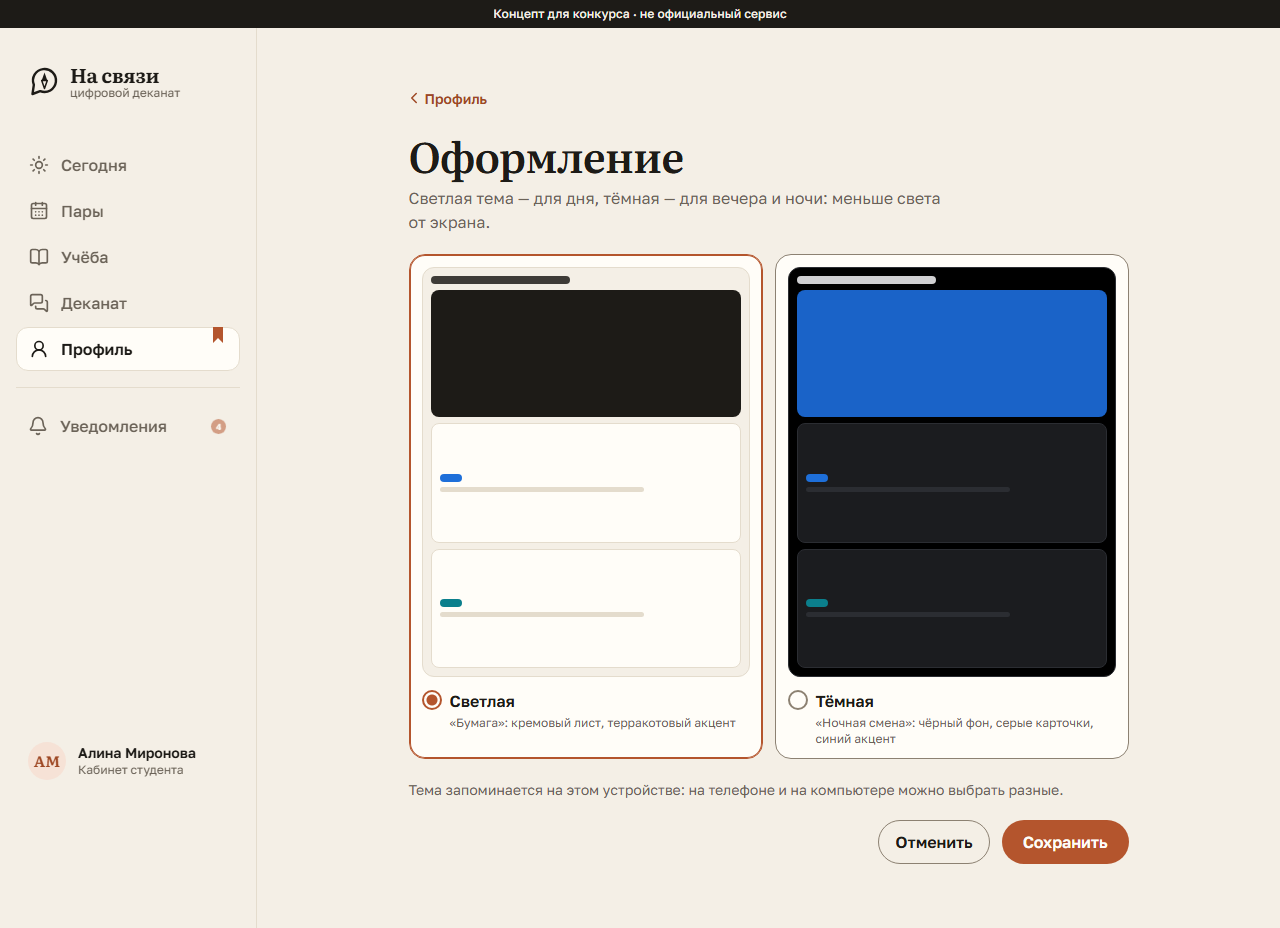 Концепт для конкурса · не официальный сервис
На связи
цифровой деканат
Сегодня
Пары
Учёба
Деканат
Профиль
Уведомления
4
АМ
Алина Миронова
Кабинет студента
Профиль
Оформление
Светлая тема — для дня, тёмная — для вечера и ночи: меньше света
от экрана.
Светлая
«Бумага»: кремовый лист, терракотовый акцент
Тёмная
«Ночная смена»: чёрный фон, серые карточки,
синий акцент
Тема запоминается на этом устройстве: на телефоне и на компьютере можно выбрать разные.
Отменить
Сохранить